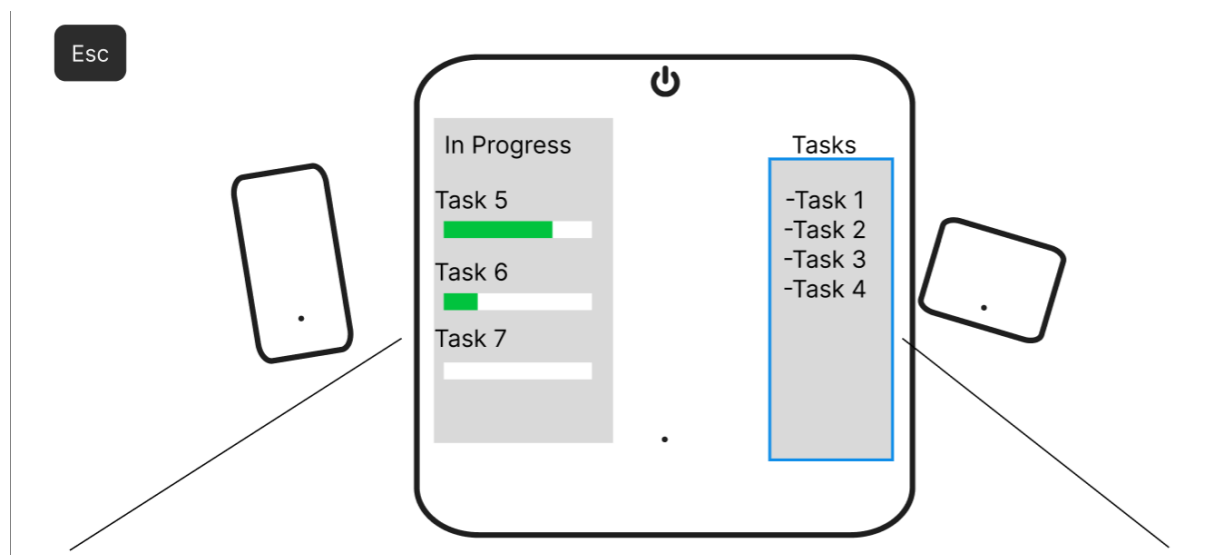 Esc
In Progress
Task 5
Task 6
Task 7
Tasks
-Task 1
-Task 2
-Task 3
-Task 4